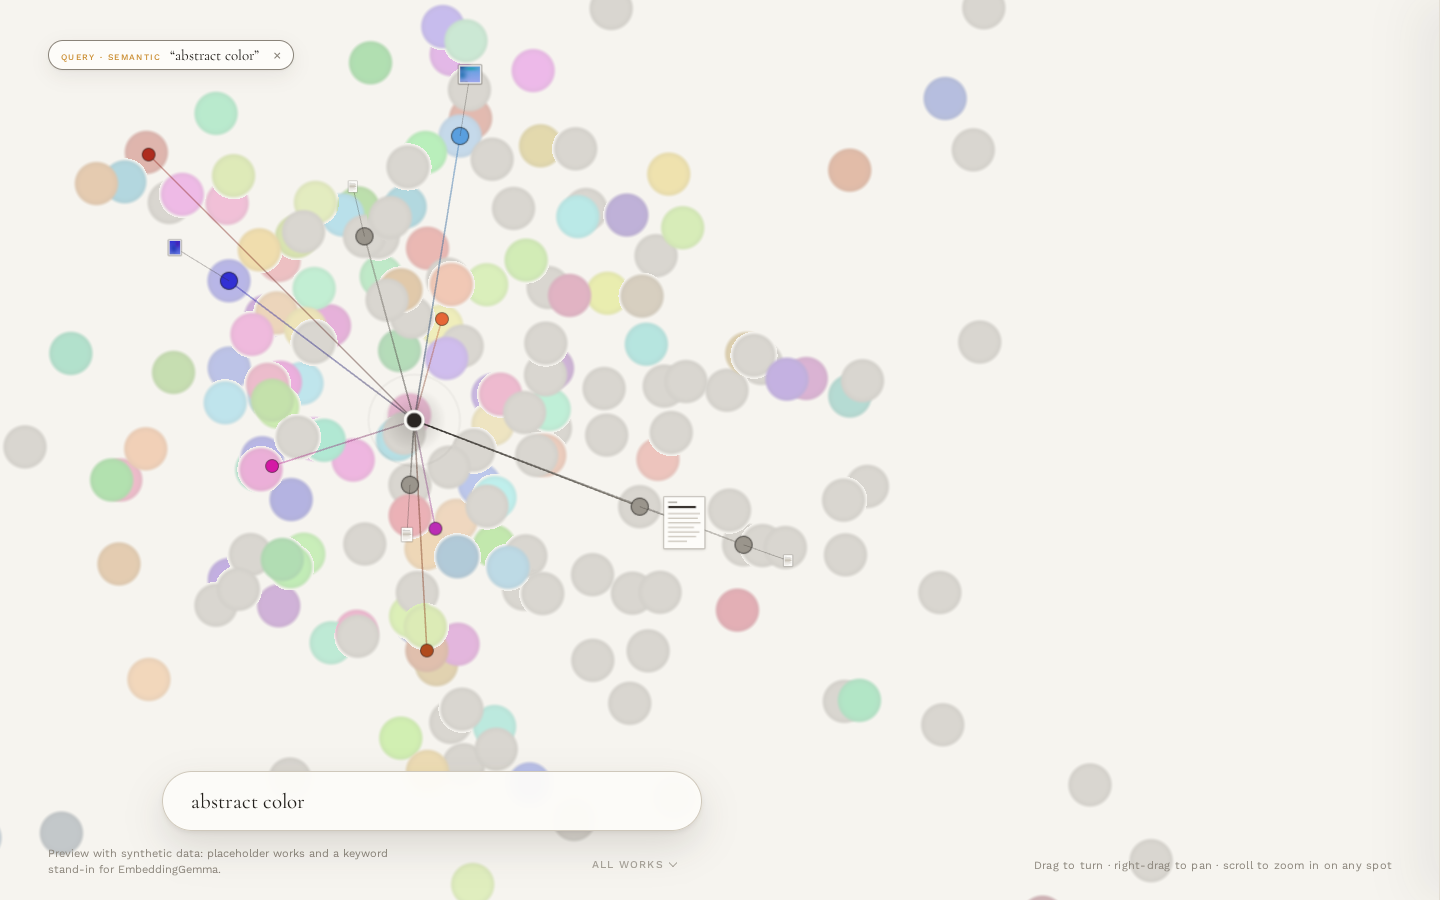 QUERY · SEMANTIC “abstract color” ×
abstract color
Preview with synthetic data: placeholder works and a keyword
stand-in for EmbeddingGemma.
ALL WORKS
Drag to turn · right-drag to pan · scroll to zoom in on any spot